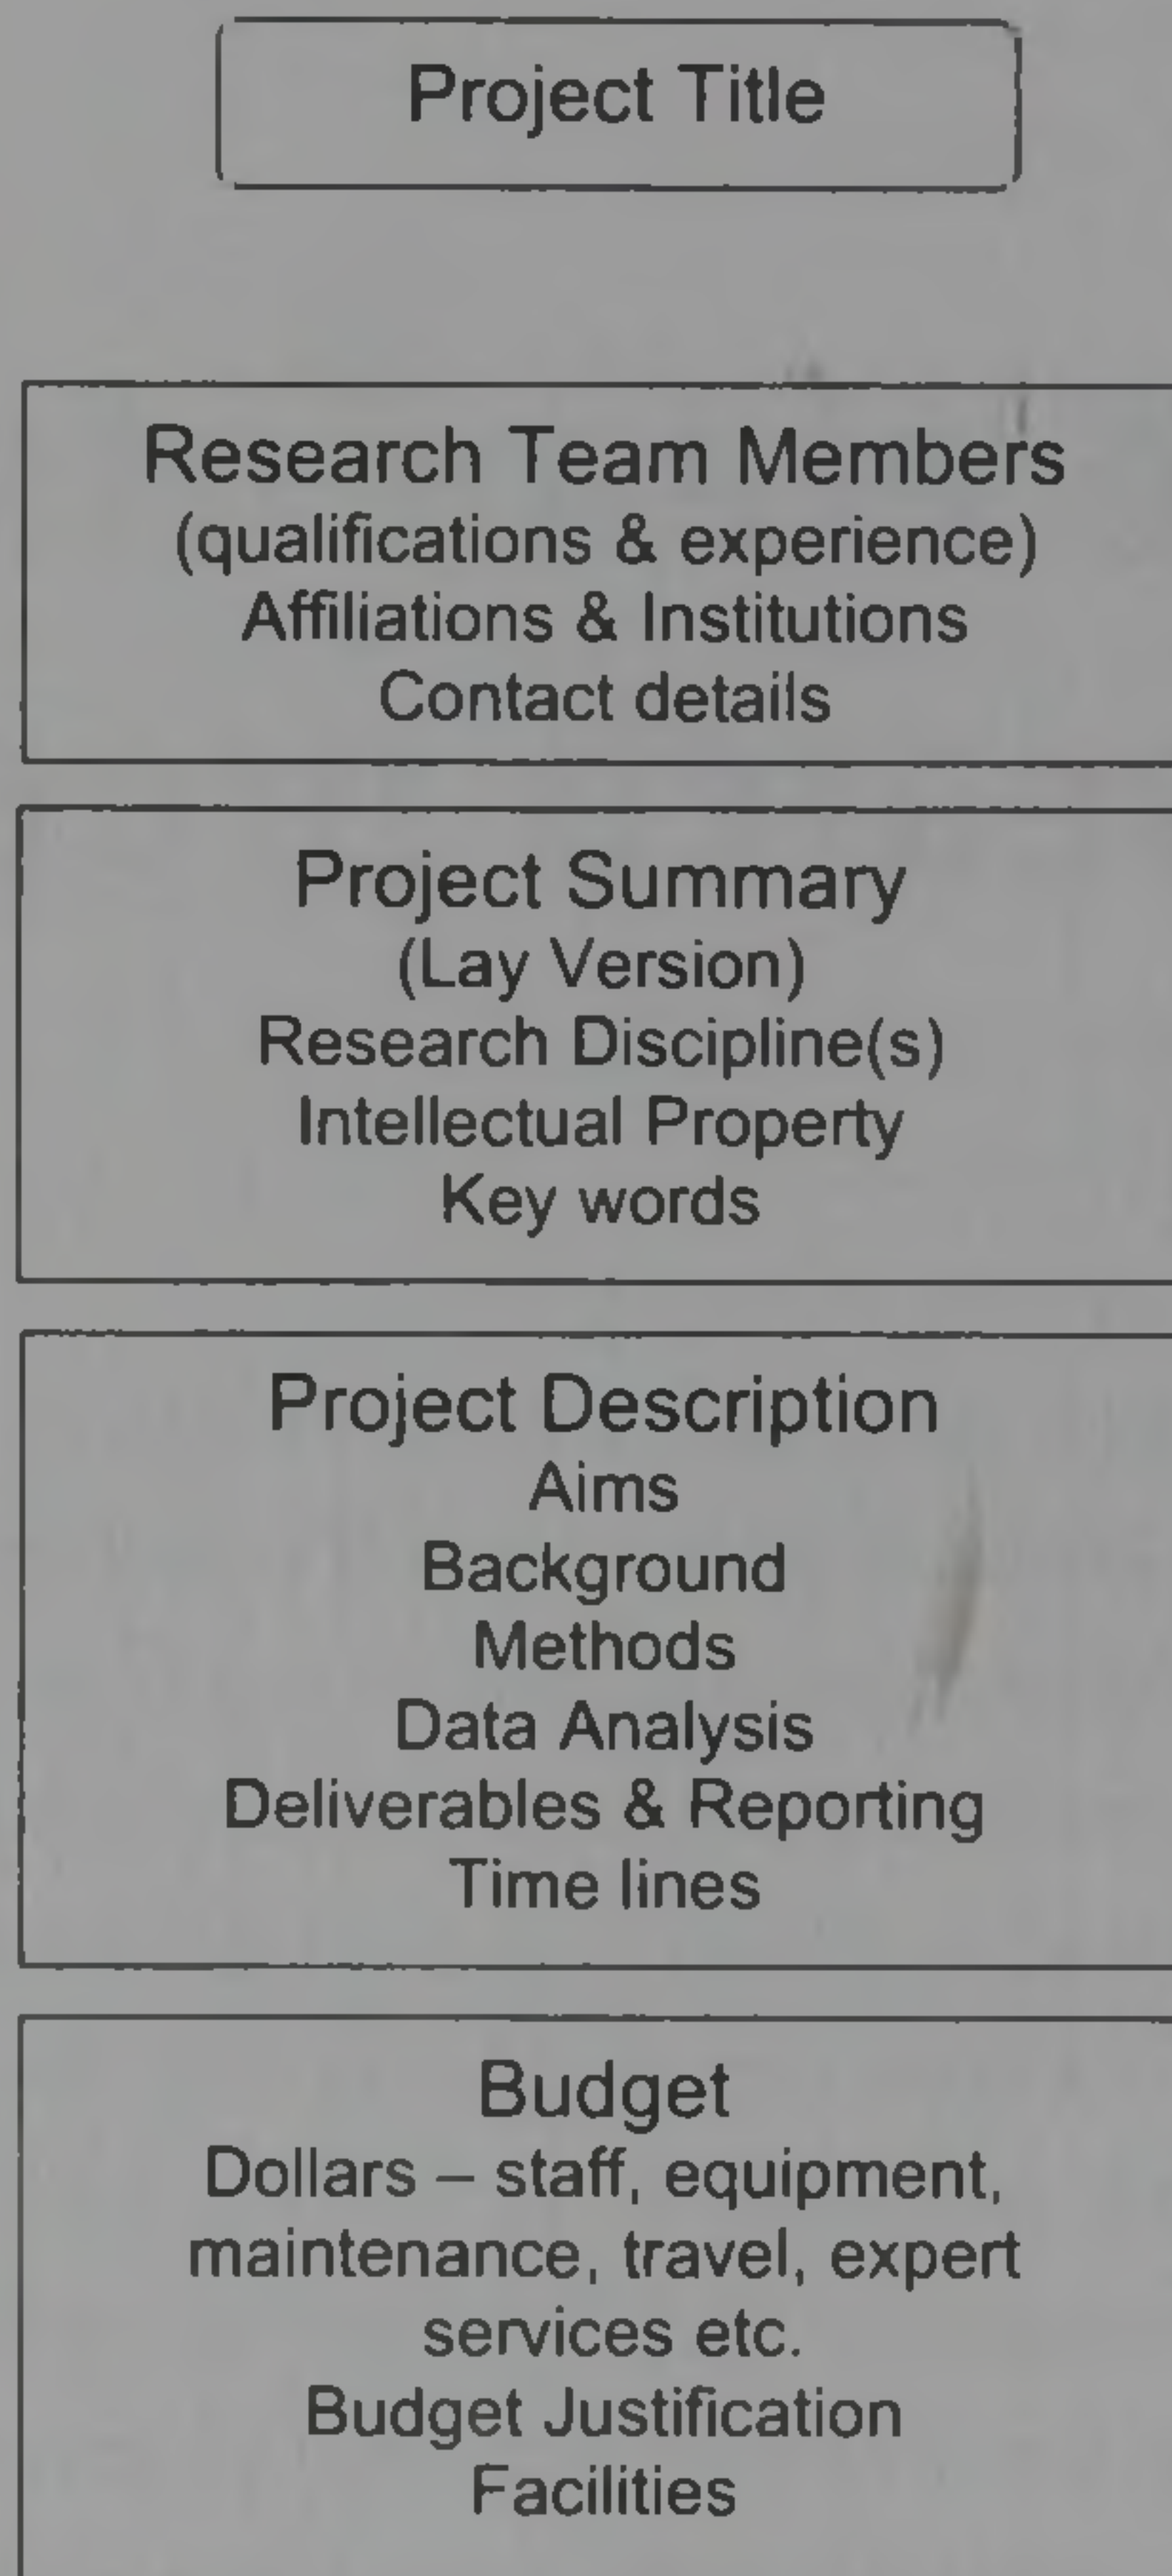 Project Title
Research Team Members
(qualifications & experience)
Affiliations & Institutions
Contact details
Project Summary
(Lay Version)
Research Discipline(s)
Intellectual Property
Key words
Project Description
Aims
Background
Methods
Data Analysis
Deliverables & Reporting
Time lines
Budget
Dollars – staff, equipment,
maintenance, travel, expert
services etc.
Budget Justification
Facilities